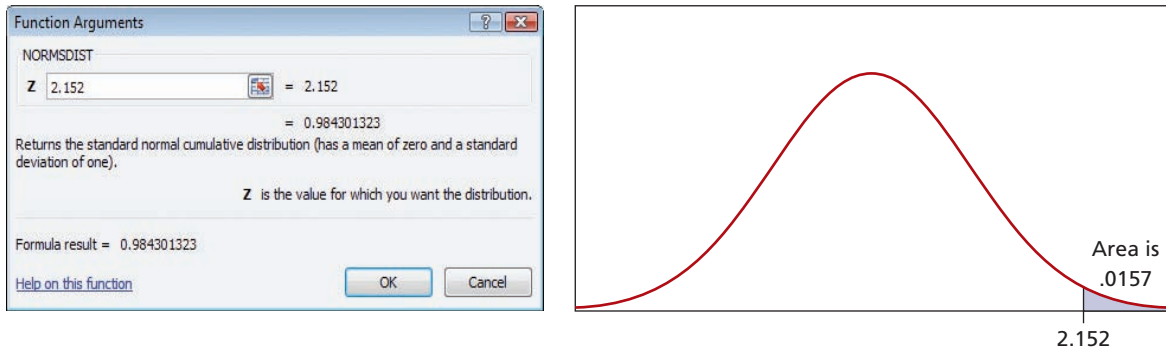 Function Arguments
NORMSDIST
Z 2.152 = 2.152
= 0.984301323
Returns the standard normal cumulative distribution (has a mean of zero and a standard
deviation of one).
Z is the value for which you want the distribution.
Formula result = 0.984301323
Help on this function
OK
Cancel
Area is
.0157
2.152